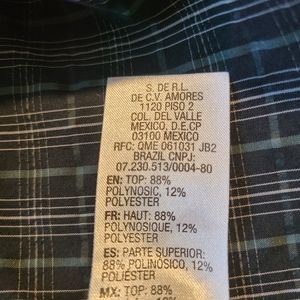 S. DE R.L.
DE C.V. AMORES
1120 PISO 2
COL. DEL VALLE
MEXICO, D.E.CP
03100 MEXICO
RFC: QME 061031 JB2
BRAZIL CNPJ:
07.230.513/0004-80
EN: TOP: 88%
POLYNOSIC, 12%
POLYESTER
FR: HAUT: 88%
POLYNOSIQUE, 12%
POLYESTER
ES: PARTE SUPERIOR:
88% POLINÓSICO, 12%
POLIÉSTER
MX: TOP: 88%